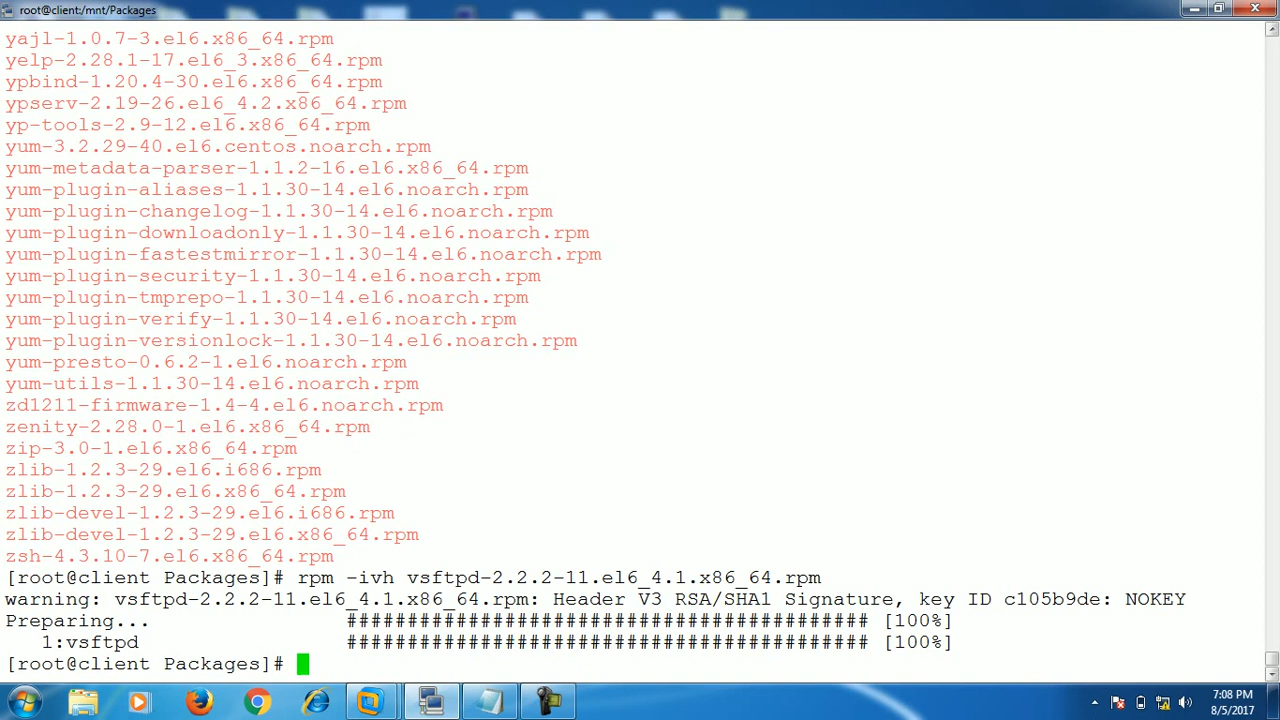 root@client:/mnt/Packages
yajl-1.0.7-3.el6.x86_64.rpm
yelp-2.28.1-17.el6_3.x86_64.rpm
ypbind-1.20.4-30.el6.x86_64.rpm
ypserv-2.19-26.el6_4.2.x86_64.rpm
yp-tools-2.9-12.el6.x86_64.rpm
yum-3.2.29-40.el6.centos.noarch.rpm
yum-metadata-parser-1.1.2-16.el6.x86_64.rpm
yum-plugin-aliases-1.1.30-14.el6.noarch.rpm
yum-plugin-changelog-1.1.30-14.el6.noarch.rpm
yum-plugin-downloadonly-1.1.30-14.el6.noarch.rpm
yum-plugin-fastestmirror-1.1.30-14.el6.noarch.rpm
yum-plugin-security-1.1.30-14.el6.noarch.rpm
yum-plugin-tmprepo-1.1.30-14.el6.noarch.rpm
yum-plugin-verify-1.1.30-14.el6.noarch.rpm
yum-plugin-versionlock-1.1.30-14.el6.noarch.rpm
yum-presto-0.6.2-1.el6.noarch.rpm
yum-utils-1.1.30-14.el6.noarch.rpm
zd1211-firmware-1.4-4.el6.noarch.rpm
zenity-2.28.0-1.el6.x86_64.rpm
zip-3.0-1.el6.x86_64.rpm
zlib-1.2.3-29.el6.i686.rpm
zlib-1.2.3-29.el6.x86_64.rpm
zlib-devel-1.2.3-29.el6.i686.rpm
zlib-devel-1.2.3-29.el6.x86_64.rpm
zsh-4.3.10-7.el6.x86_64.rpm
[root@client Packages]# rpm -ivh vsftpd-2.2.2-11.el6_4.1.x86_64.rpm
warning: vsftpd-2.2.2-11.el6_4.1.x86_64.rpm: Header V3 RSA/SHA1 Signature, key ID c105b9de: NOKEY
Preparing... ########################################### [100%]
1:vsftpd ########################################### [100%]
[root@client Packages]#
7:08 PM
8/5/2017